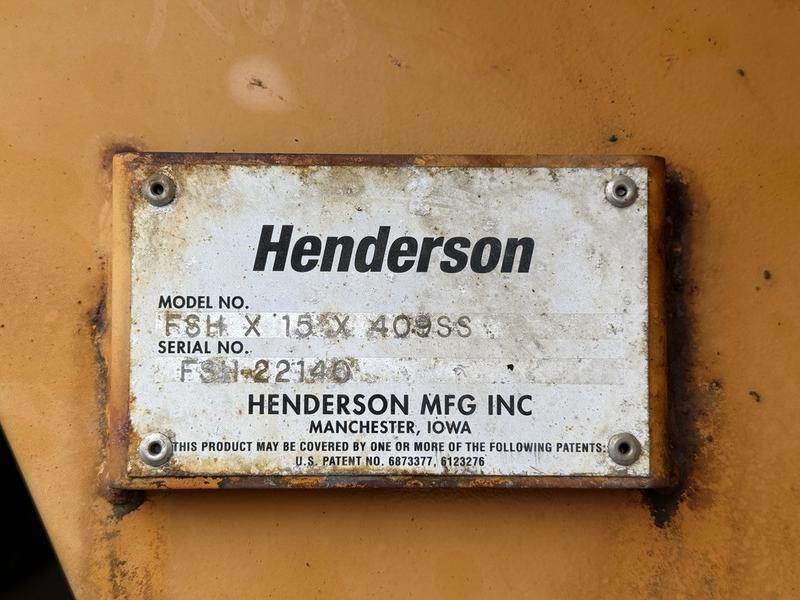 Henderson
MODEL NO.
FSH X 15 X 409SS
SERIAL NO.
FSH-22140
HENDERSON MFG INC
MANCHESTER, IOWA
THIS PRODUCT MAY BE COVERED BY ONE OR MORE OF THE FOLLOWING PATENTS:
U.S. PATENT NO. 6873377, 6123276